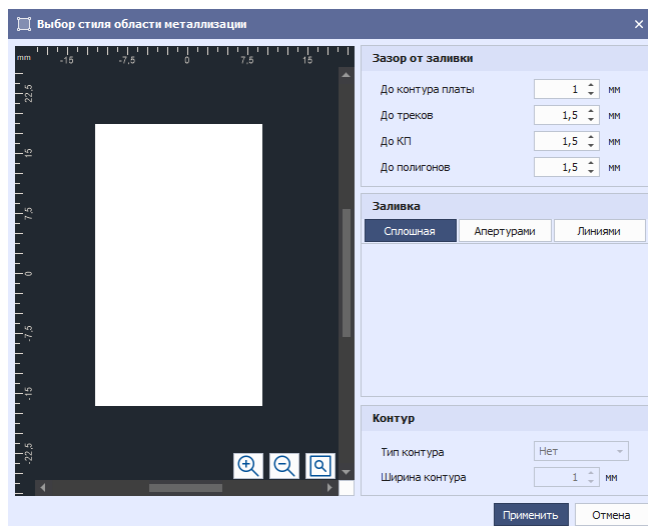 Выбор стиля области металлизации
mm -15 -7,5 0 7,5 15
22,5
15
7,5
0
-7,5
-15
-22,5
Зазор от заливки
До контура платы 1 мм
До треков 1,5 мм
До КП 1,5 мм
До полигонов 1,5 мм
Заливка
Сплошная Апертурами Линиями
Контур
Тип контура Нет
Ширина контура 1 мм
Применить Отмена